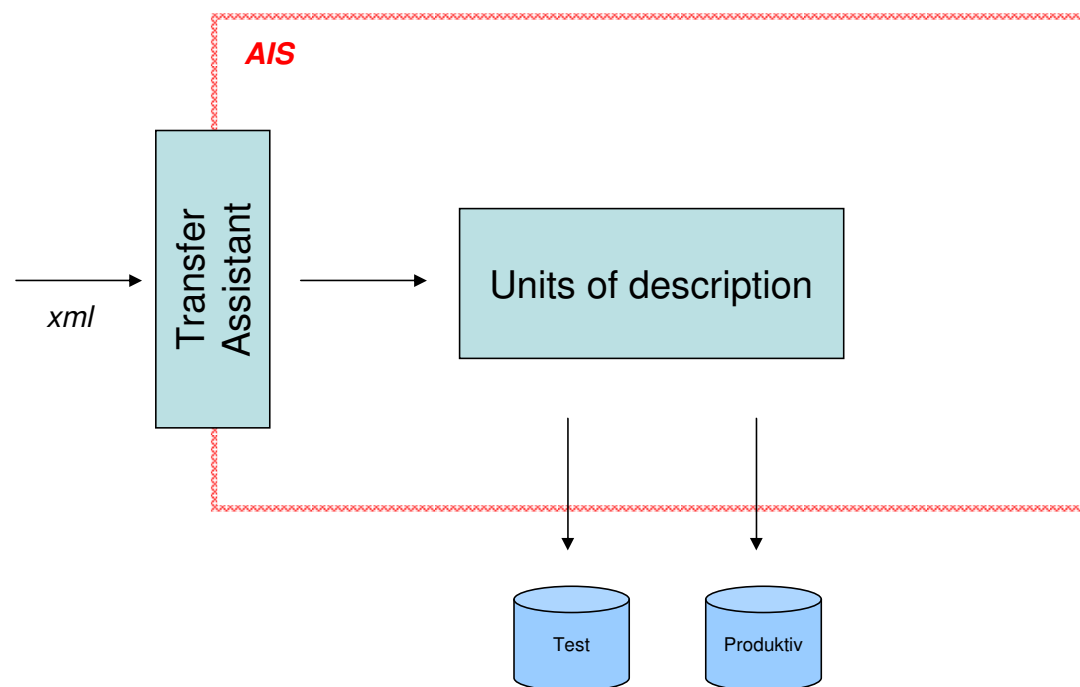 AIS
Transfer
Assistant
xml
Units of description
Test
Produktiv